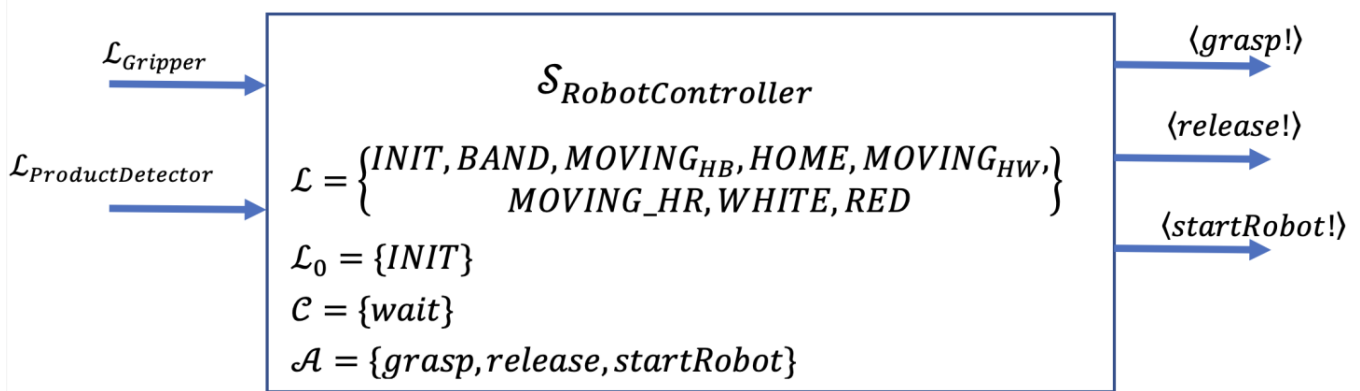 ℒ_Gripper
ℒ_ProductDetector
𝒮_RobotController
ℒ = {INIT, BAND, MOVING_HB, HOME, MOVING_HW,
MOVING_HR, WHITE, RED}
ℒ_0 = {INIT}
𝒞 = {wait}
𝒜 = {grasp, release, startRobot}
⟨grasp!⟩
⟨release!⟩
⟨startRobot!⟩